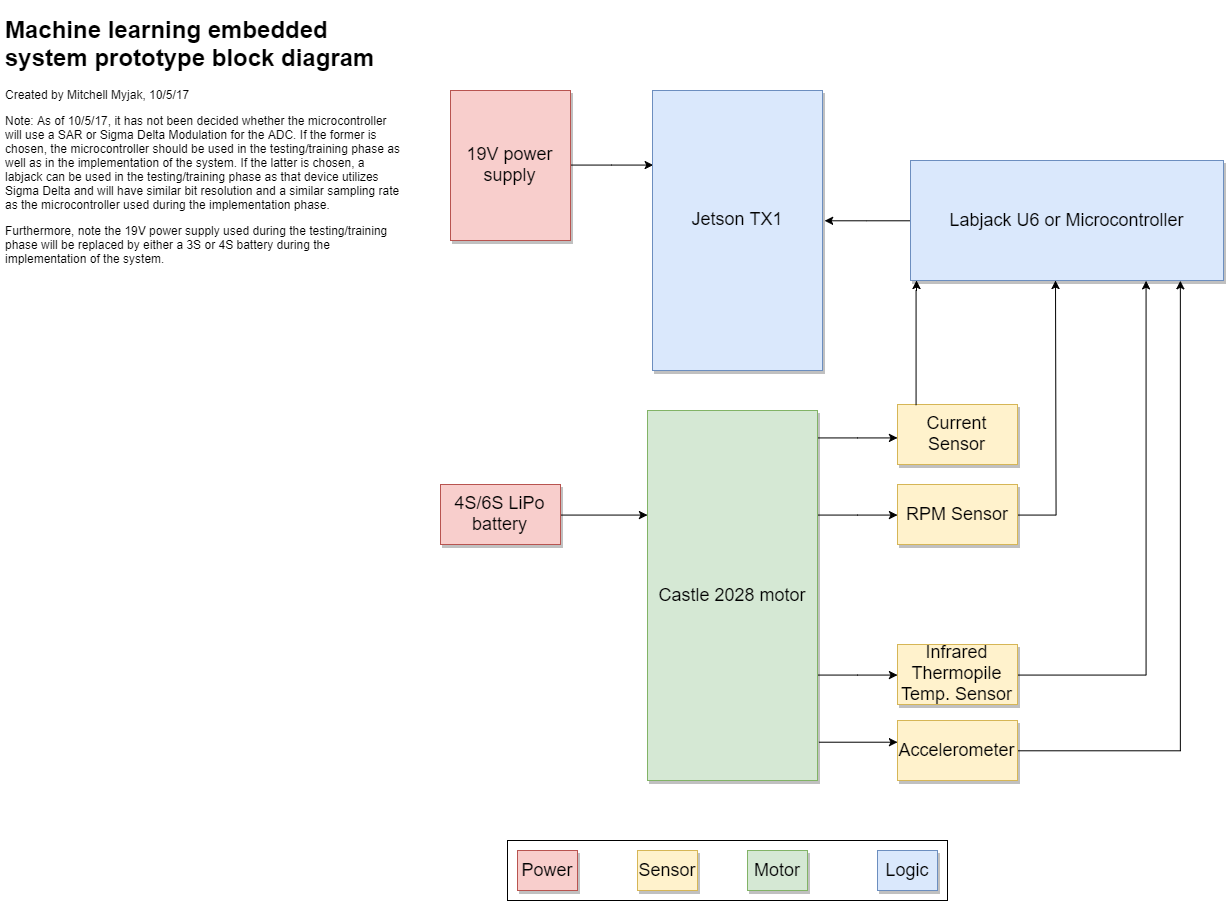 Machine learning embedded
system prototype block diagram
Created by Mitchell Myjak, 10/5/17
Note: As of 10/5/17, it has not been decided whether the microcontroller
will use a SAR or Sigma Delta Modulation for the ADC. If the former is
chosen, the microcontroller should be used in the testing/training phase as
well as in the implementation of the system. If the latter is chosen, a
labjack can be used in the testing/training phase as that device utilizes
Sigma Delta and will have similar bit resolution and a similar sampling rate
as the microcontroller used during the implementation phase.
Furthermore, note the 19V power supply used during the testing/training
phase will be replaced by either a 3S or 4S battery during the
implementation of the system.
19V power
supply
Jetson TX1
Labjack U6 or Microcontroller
4S/6S LiPo
battery
Castle 2028 motor
Current
Sensor
RPM Sensor
Infrared
Thermopile
Temp. Sensor
Accelerometer
Power
Sensor
Motor
Logic